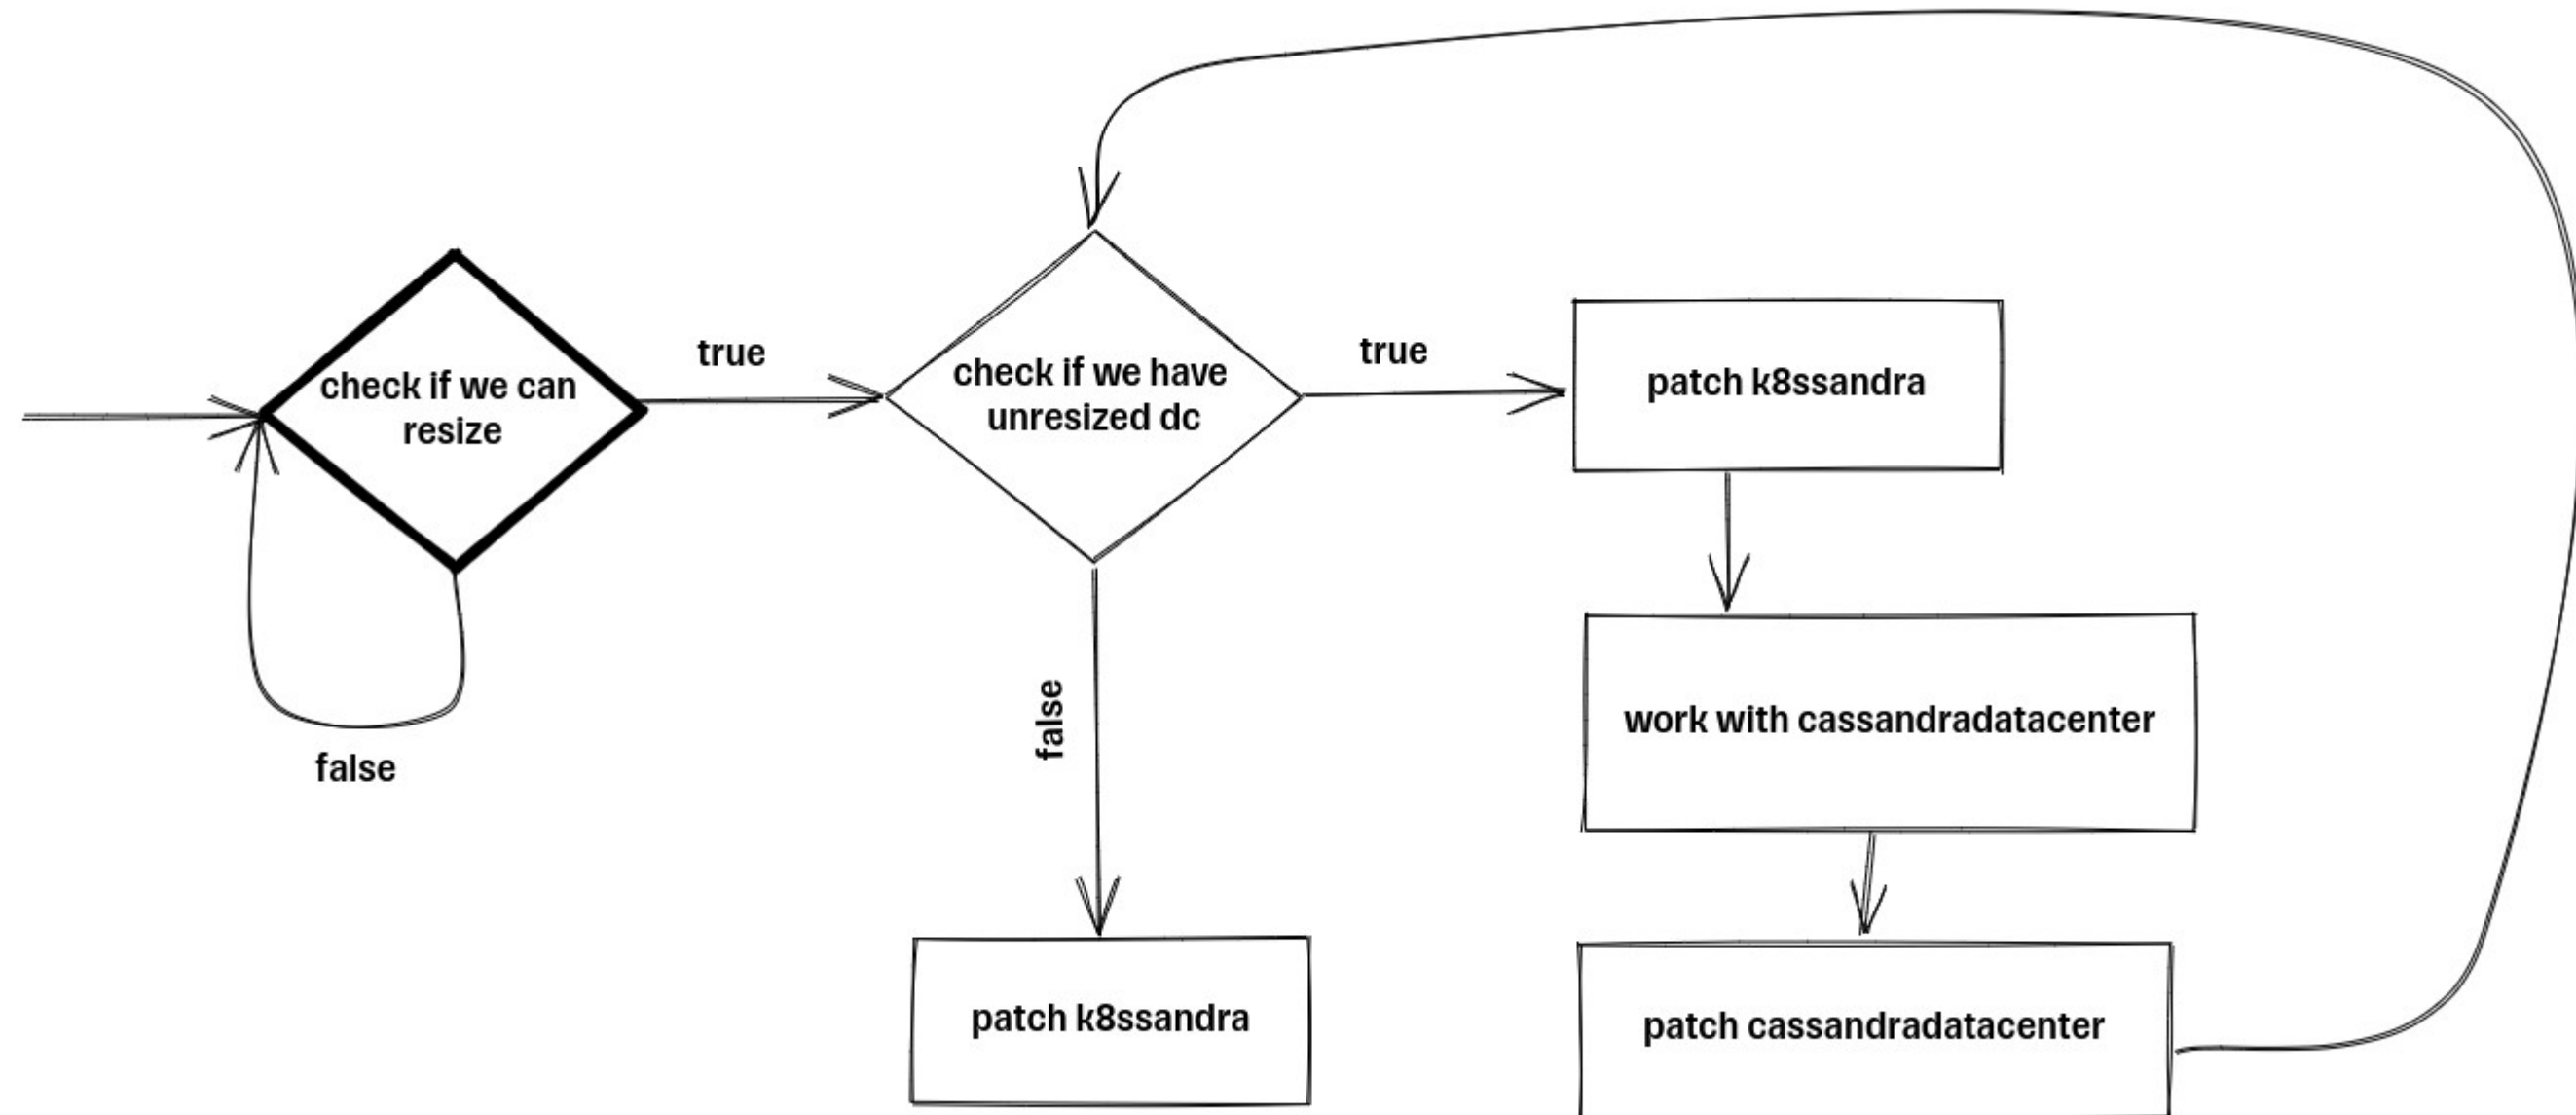 check if we can
resize
true
false
check if we have
unresized dc
true
false
patch k8ssandra
patch k8ssandra
work with cassandradatacenter
patch cassandradatacenter